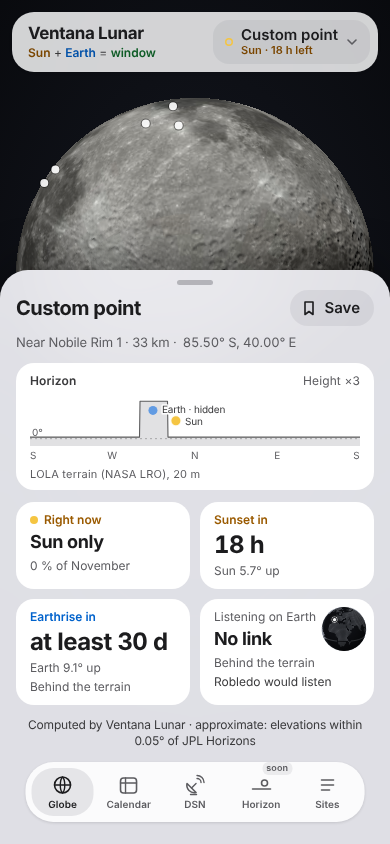 Ventana Lunar
Sun + Earth = window
Custom point
Sun · 18 h left
Custom point
Save
Near Nobile Rim 1 · 33 km · 85.50° S, 40.00° E
Horizon
Height ×3
Earth · hidden
Sun
0°
S W N E S
LOLA terrain (NASA LRO), 20 m
Right now
Sun only
0 % of November
Sunset in
18 h
Sun 5.7° up
Earthrise in
at least 30 d
Earth 9.1° up
Behind the terrain
Listening on Earth
No link
Behind the terrain
Robledo would listen
Computed by Ventana Lunar · approximate: elevations within
0.05° of JPL Horizons
soon
Globe Calendar DSN Horizon Sites